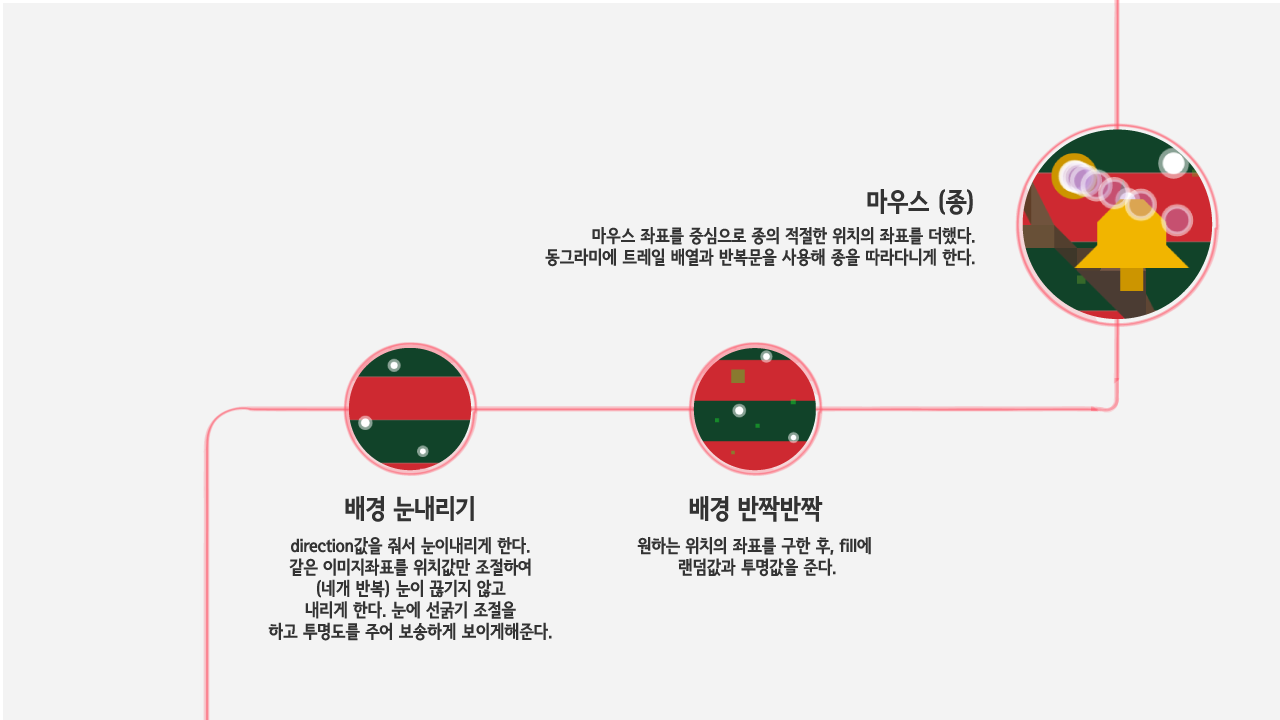 마우스 (종)
마우스 좌표를 중심으로 종의 적절한 위치의 좌표를 더했다.
동그라미에 트레일 배열과 반복문을 사용해 종을 따라다니게 한다.
배경 눈내리기
direction값을 줘서 눈이내리게 한다.
같은 이미지좌표를 위치값만 조절하여
(네개 반복) 눈이 끊기지 않고
내리게 한다. 눈에 선굵기 조절을
하고 투명도를 주어 보송하게 보이게해준다.
배경 반짝반짝
원하는 위치의 좌표를 구한 후, fill에
랜덤값과 투명값을 준다.